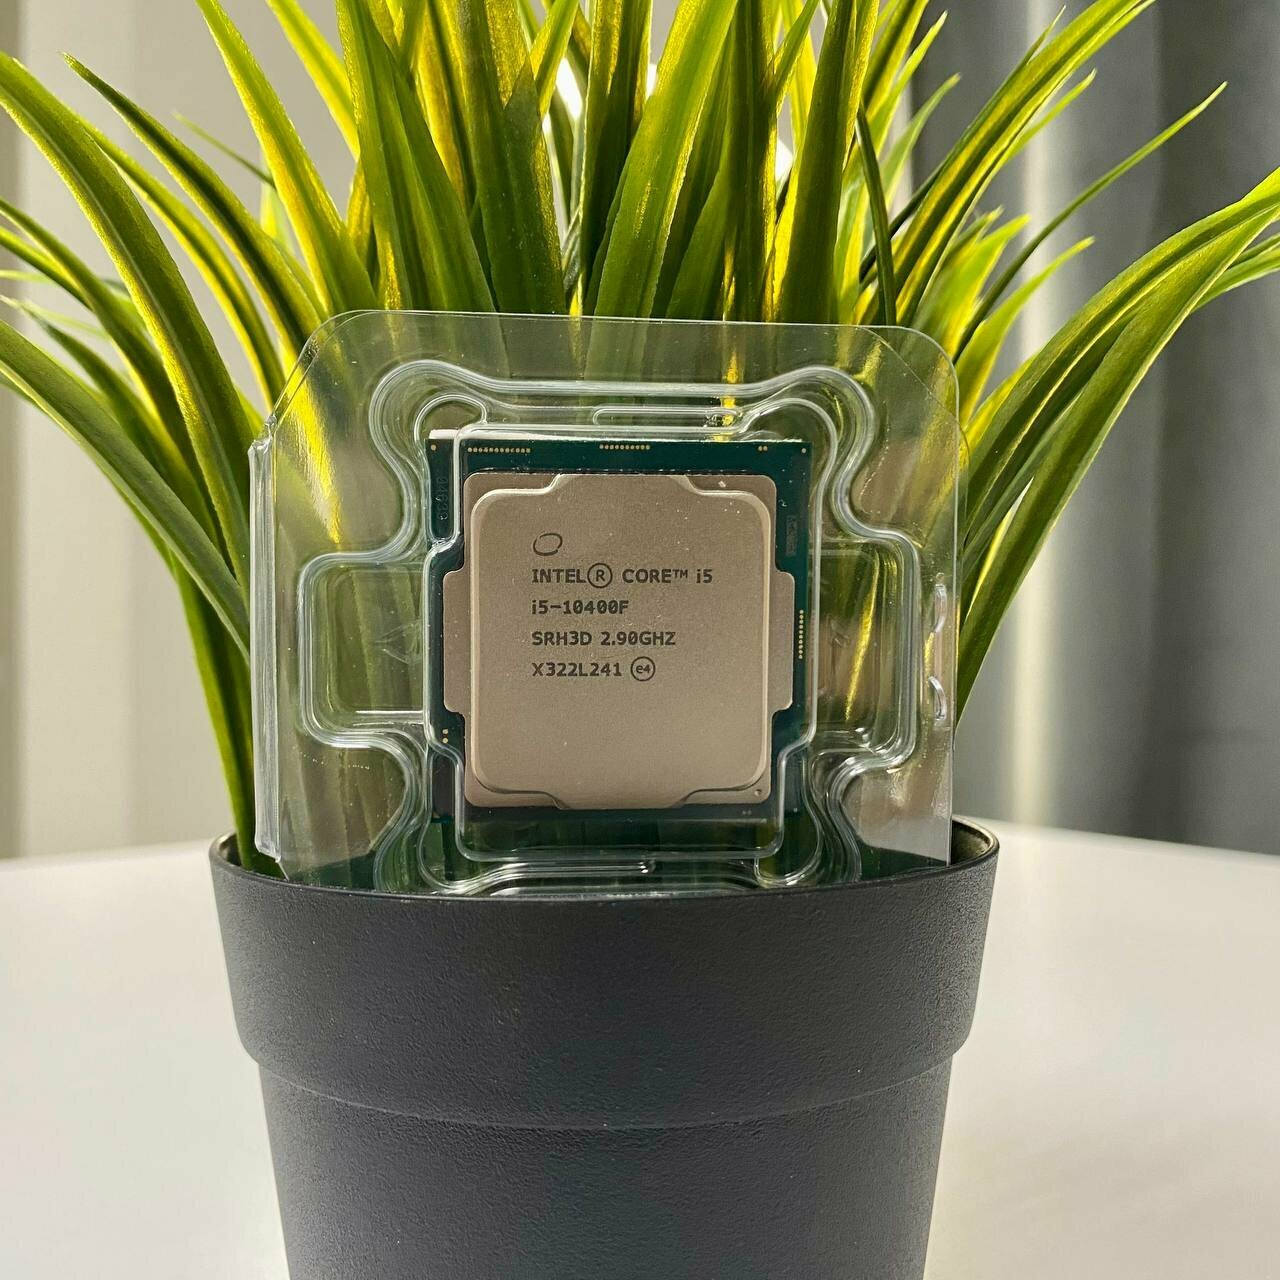 INTEL® CORE™ i5
i5-10400F
SRH3D 2.90GHZ
X322L241 e4